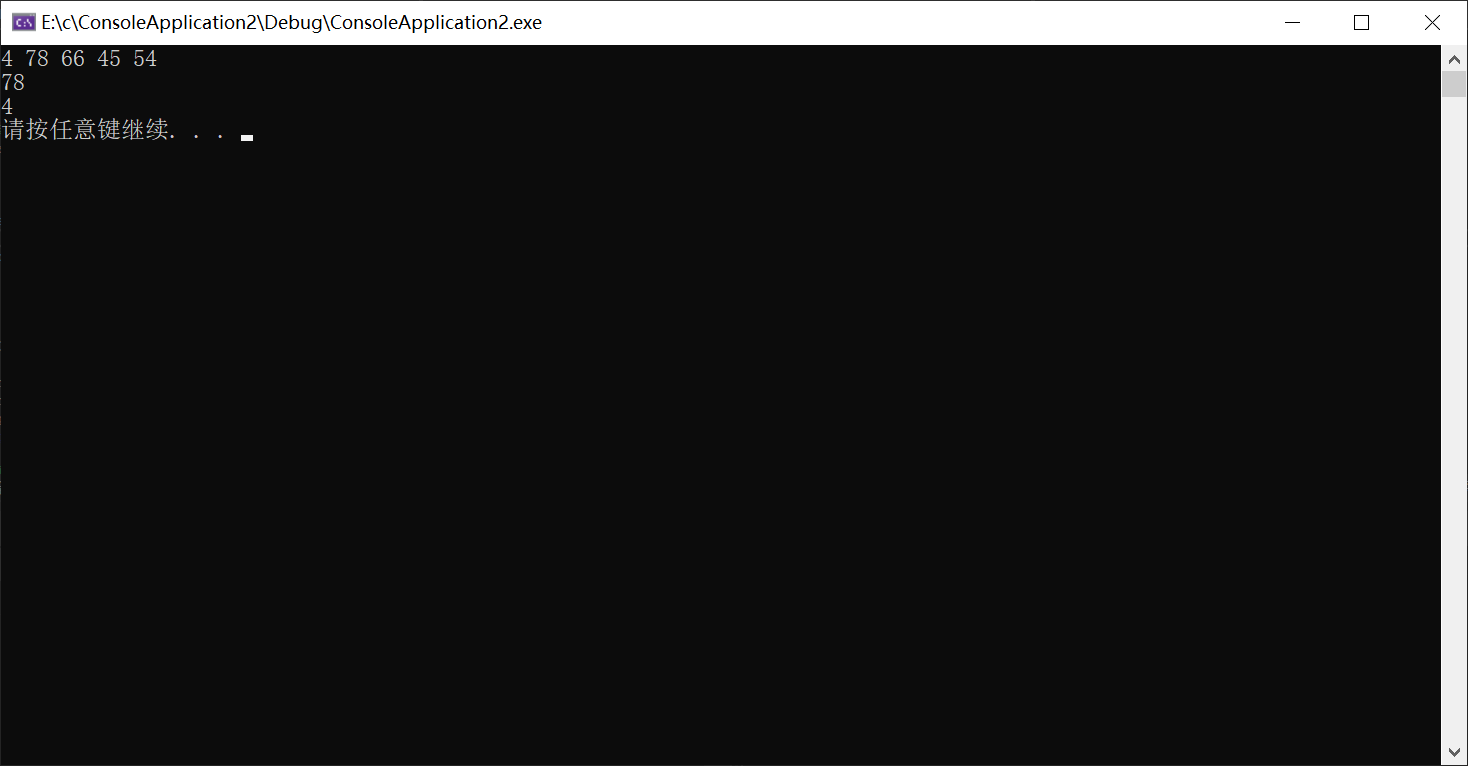 E:\c\ConsoleApplication2\Debug\ConsoleApplication2.exe
4 78 66 45 54
78
4
请按任意键继续. . .